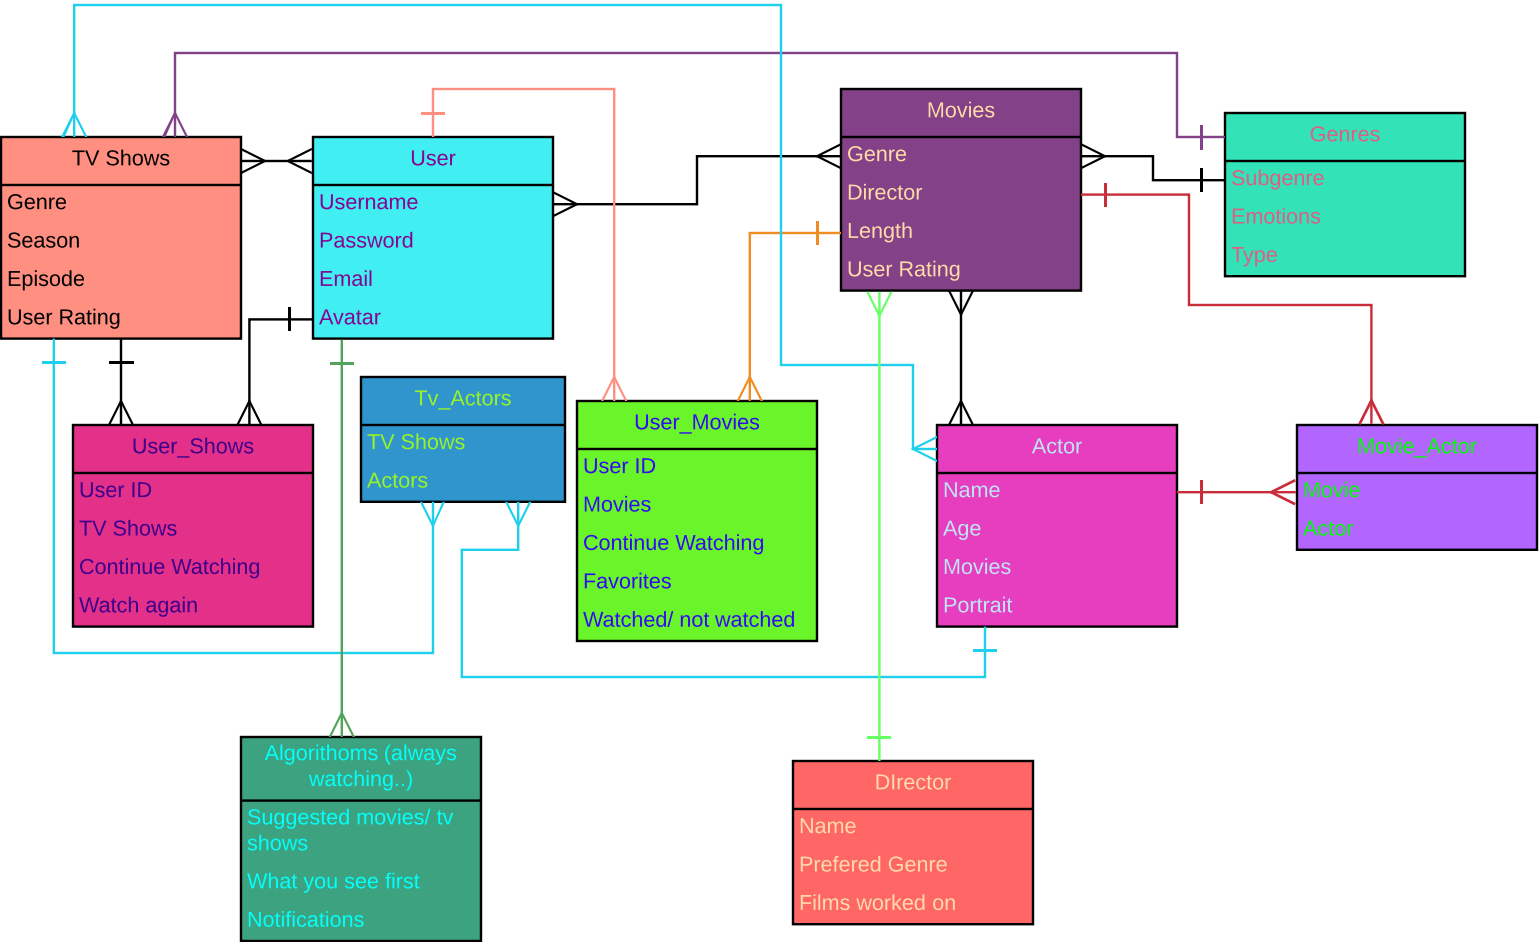 TV Shows
Genre
Season
Episode
User Rating
User
Username
Password
Email
Avatar
Movies
Genre
Director
Length
User Rating
Genres
Subgenre
Emotions
Type
User_Shows
User ID
TV Shows
Continue Watching
Watch again
Tv_Actors
TV Shows
Actors
User_Movies
User ID
Movies
Continue Watching
Favorites
Watched/ not watched
Actor
Name
Age
Movies
Portrait
Movie_Actor
Movie
Actor
Algorithoms (always
watching..)
Suggested movies/ tv
shows
What you see first
Notifications
DIrector
Name
Prefered Genre
Films worked on